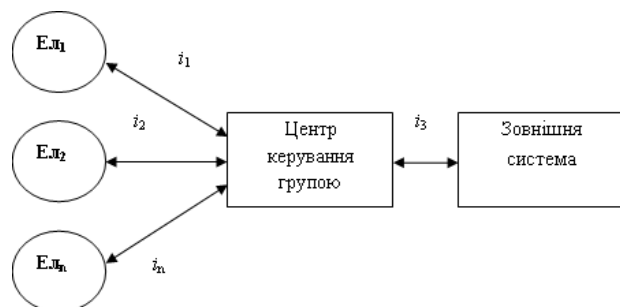 Ел₁
i₁
i₂
Ел₂
Центр
керування
групою
i₃
Зовнішня
система
Елₙ
iₙ